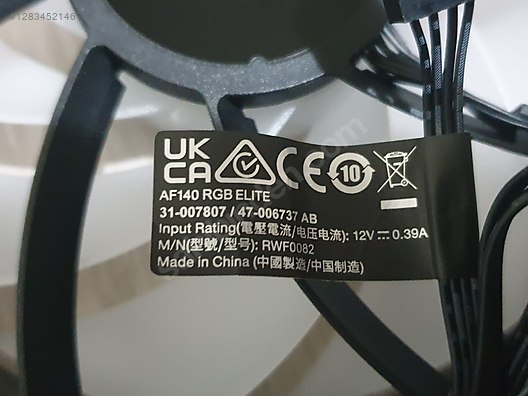 #1283452146
UK
CA
CE
10
AF140 RGB ELITE
31-007807 / 47-006737 AB
Input Rating(電壓電流/电压电流): 12V 0.39A
M/N(型號/型号): RWF0082
Made in China (中國製造/中国制造)